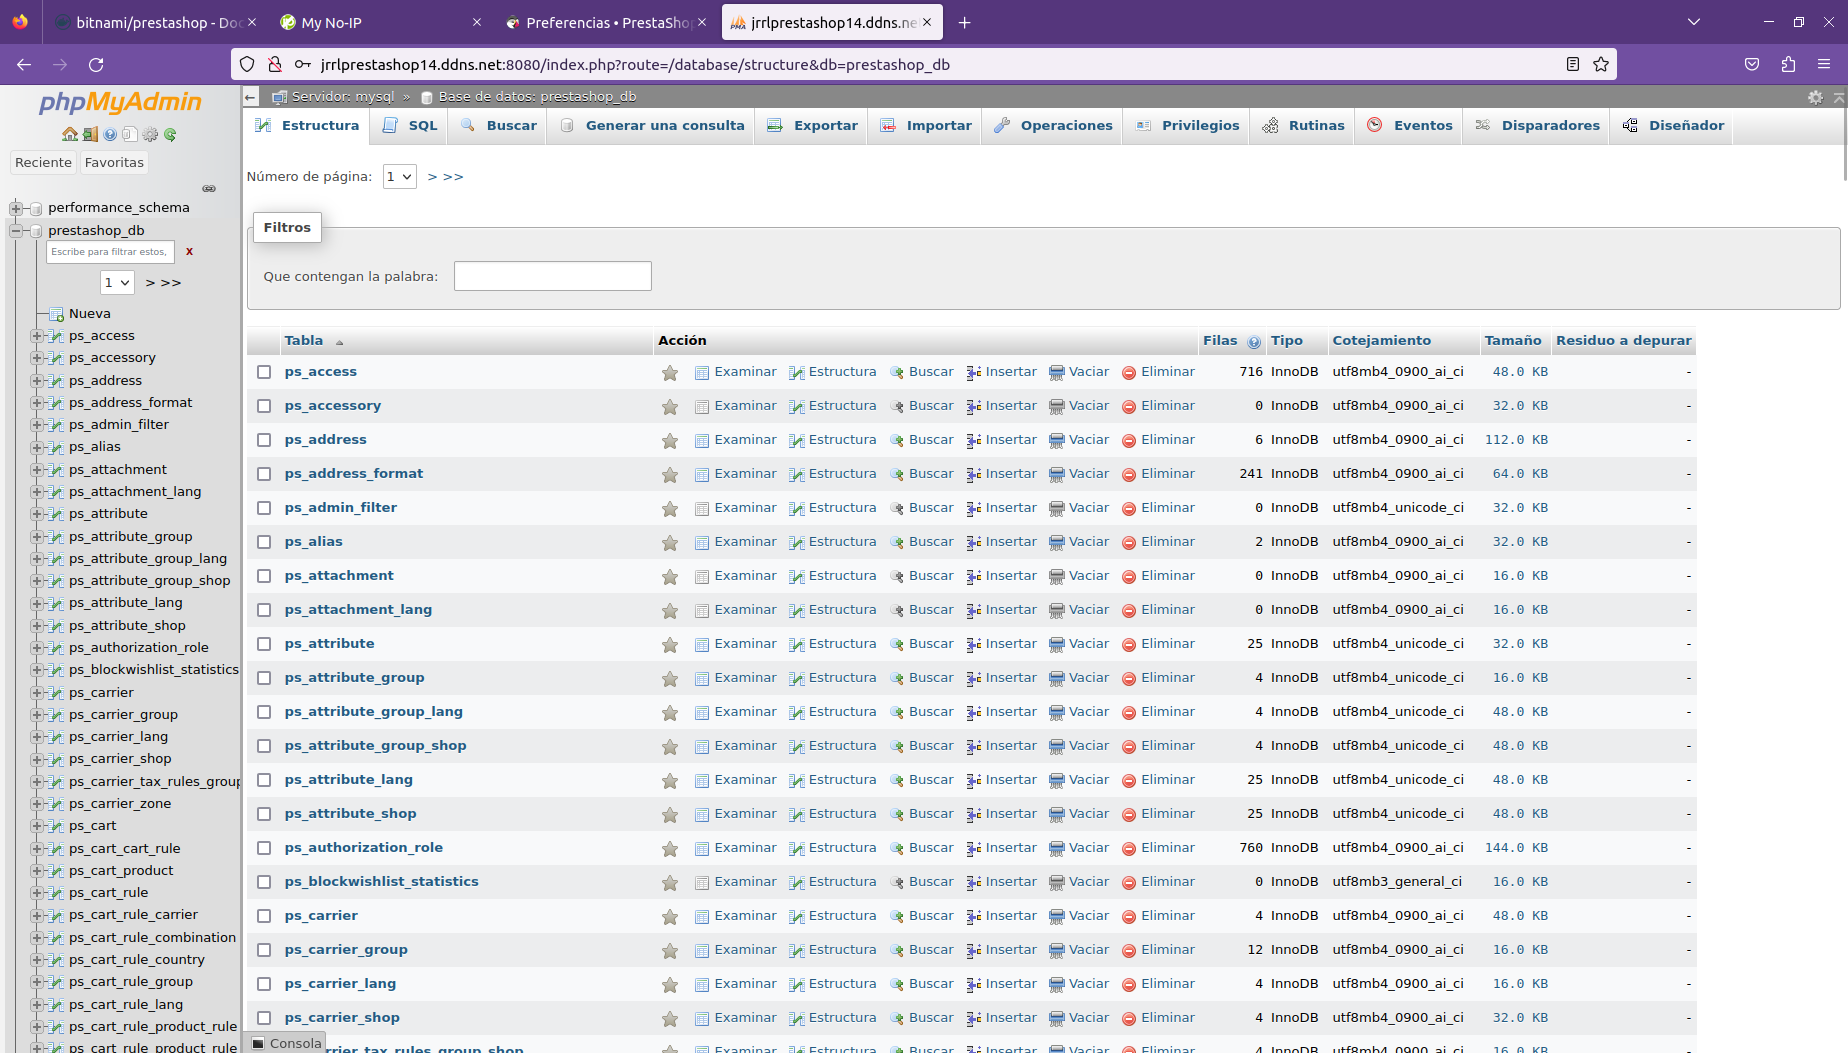 bitnami/prestashop - Doc
My No-IP
Preferencias • PrestaShop
jrrlprestashop14.ddns.ne
jrrlprestashop14.ddns.net:8080/index.php?route=/database/structure&db=prestashop_db
phpMyAdmin
Reciente Favoritas
performance_schema
prestashop_db
Escribe para filtrar estos, x
1 > >>
Nueva
ps_access
ps_accessory
ps_address
ps_address_format
ps_admin_filter
ps_alias
ps_attachment
ps_attachment_lang
ps_attribute
ps_attribute_group
ps_attribute_group_lang
ps_attribute_group_shop
ps_attribute_lang
ps_attribute_shop
ps_authorization_role
ps_blockwishlist_statistics
ps_carrier
ps_carrier_group
ps_carrier_lang
ps_carrier_shop
ps_carrier_tax_rules_group
ps_carrier_zone
ps_cart
ps_cart_cart_rule
ps_cart_product
ps_cart_rule
ps_cart_rule_carrier
ps_cart_rule_combination
ps_cart_rule_country
ps_cart_rule_group
ps_cart_rule_lang
ps_cart_rule_product_rule
ps_cart_rule_product_rule
Servidor: mysql » Base de datos: prestashop_db
Estructura SQL Buscar Generar una consulta Exportar Importar Operaciones Privilegios Rutinas Eventos Disparadores Diseñador
Número de página: 1 > >>
Filtros
Que contengan la palabra:
Tabla Acción Filas Tipo Cotejamiento Tamaño Residuo a depurar
ps_access Examinar Estructura Buscar Insertar Vaciar Eliminar 716 InnoDB utf8mb4_0900_ai_ci 48.0 KB -
ps_accessory Examinar Estructura Buscar Insertar Vaciar Eliminar 0 InnoDB utf8mb4_0900_ai_ci 32.0 KB -
ps_address Examinar Estructura Buscar Insertar Vaciar Eliminar 6 InnoDB utf8mb4_0900_ai_ci 112.0 KB -
ps_address_format Examinar Estructura Buscar Insertar Vaciar Eliminar 241 InnoDB utf8mb4_0900_ai_ci 64.0 KB -
ps_admin_filter Examinar Estructura Buscar Insertar Vaciar Eliminar 0 InnoDB utf8mb4_unicode_ci 32.0 KB -
ps_alias Examinar Estructura Buscar Insertar Vaciar Eliminar 2 InnoDB utf8mb4_0900_ai_ci 32.0 KB -
ps_attachment Examinar Estructura Buscar Insertar Vaciar Eliminar 0 InnoDB utf8mb4_0900_ai_ci 16.0 KB -
ps_attachment_lang Examinar Estructura Buscar Insertar Vaciar Eliminar 0 InnoDB utf8mb4_0900_ai_ci 16.0 KB -
ps_attribute Examinar Estructura Buscar Insertar Vaciar Eliminar 25 InnoDB utf8mb4_unicode_ci 32.0 KB -
ps_attribute_group Examinar Estructura Buscar Insertar Vaciar Eliminar 4 InnoDB utf8mb4_unicode_ci 16.0 KB -
ps_attribute_group_lang Examinar Estructura Buscar Insertar Vaciar Eliminar 4 InnoDB utf8mb4_unicode_ci 48.0 KB -
ps_attribute_group_shop Examinar Estructura Buscar Insertar Vaciar Eliminar 4 InnoDB utf8mb4_unicode_ci 48.0 KB -
ps_attribute_lang Examinar Estructura Buscar Insertar Vaciar Eliminar 25 InnoDB utf8mb4_unicode_ci 48.0 KB -
ps_attribute_shop Examinar Estructura Buscar Insertar Vaciar Eliminar 25 InnoDB utf8mb4_unicode_ci 48.0 KB -
ps_authorization_role Examinar Estructura Buscar Insertar Vaciar Eliminar 760 InnoDB utf8mb4_0900_ai_ci 144.0 KB -
ps_blockwishlist_statistics Examinar Estructura Buscar Insertar Vaciar Eliminar 0 InnoDB utf8mb3_general_ci 16.0 KB -
ps_carrier Examinar Estructura Buscar Insertar Vaciar Eliminar 4 InnoDB utf8mb4_0900_ai_ci 48.0 KB -
ps_carrier_group Examinar Estructura Buscar Insertar Vaciar Eliminar 12 InnoDB utf8mb4_0900_ai_ci 16.0 KB -
ps_carrier_lang Examinar Estructura Buscar Insertar Vaciar Eliminar 4 InnoDB utf8mb4_0900_ai_ci 16.0 KB -
ps_carrier_shop Examinar Estructura Buscar Insertar Vaciar Eliminar 4 InnoDB utf8mb4_0900_ai_ci 32.0 KB -
rrier_tax_rules_group_shop Examinar Estructura Buscar Insertar Vaciar Eliminar 4 InnoDB utf8mb4_0900_ai_ci 16.0 KB -
Consola